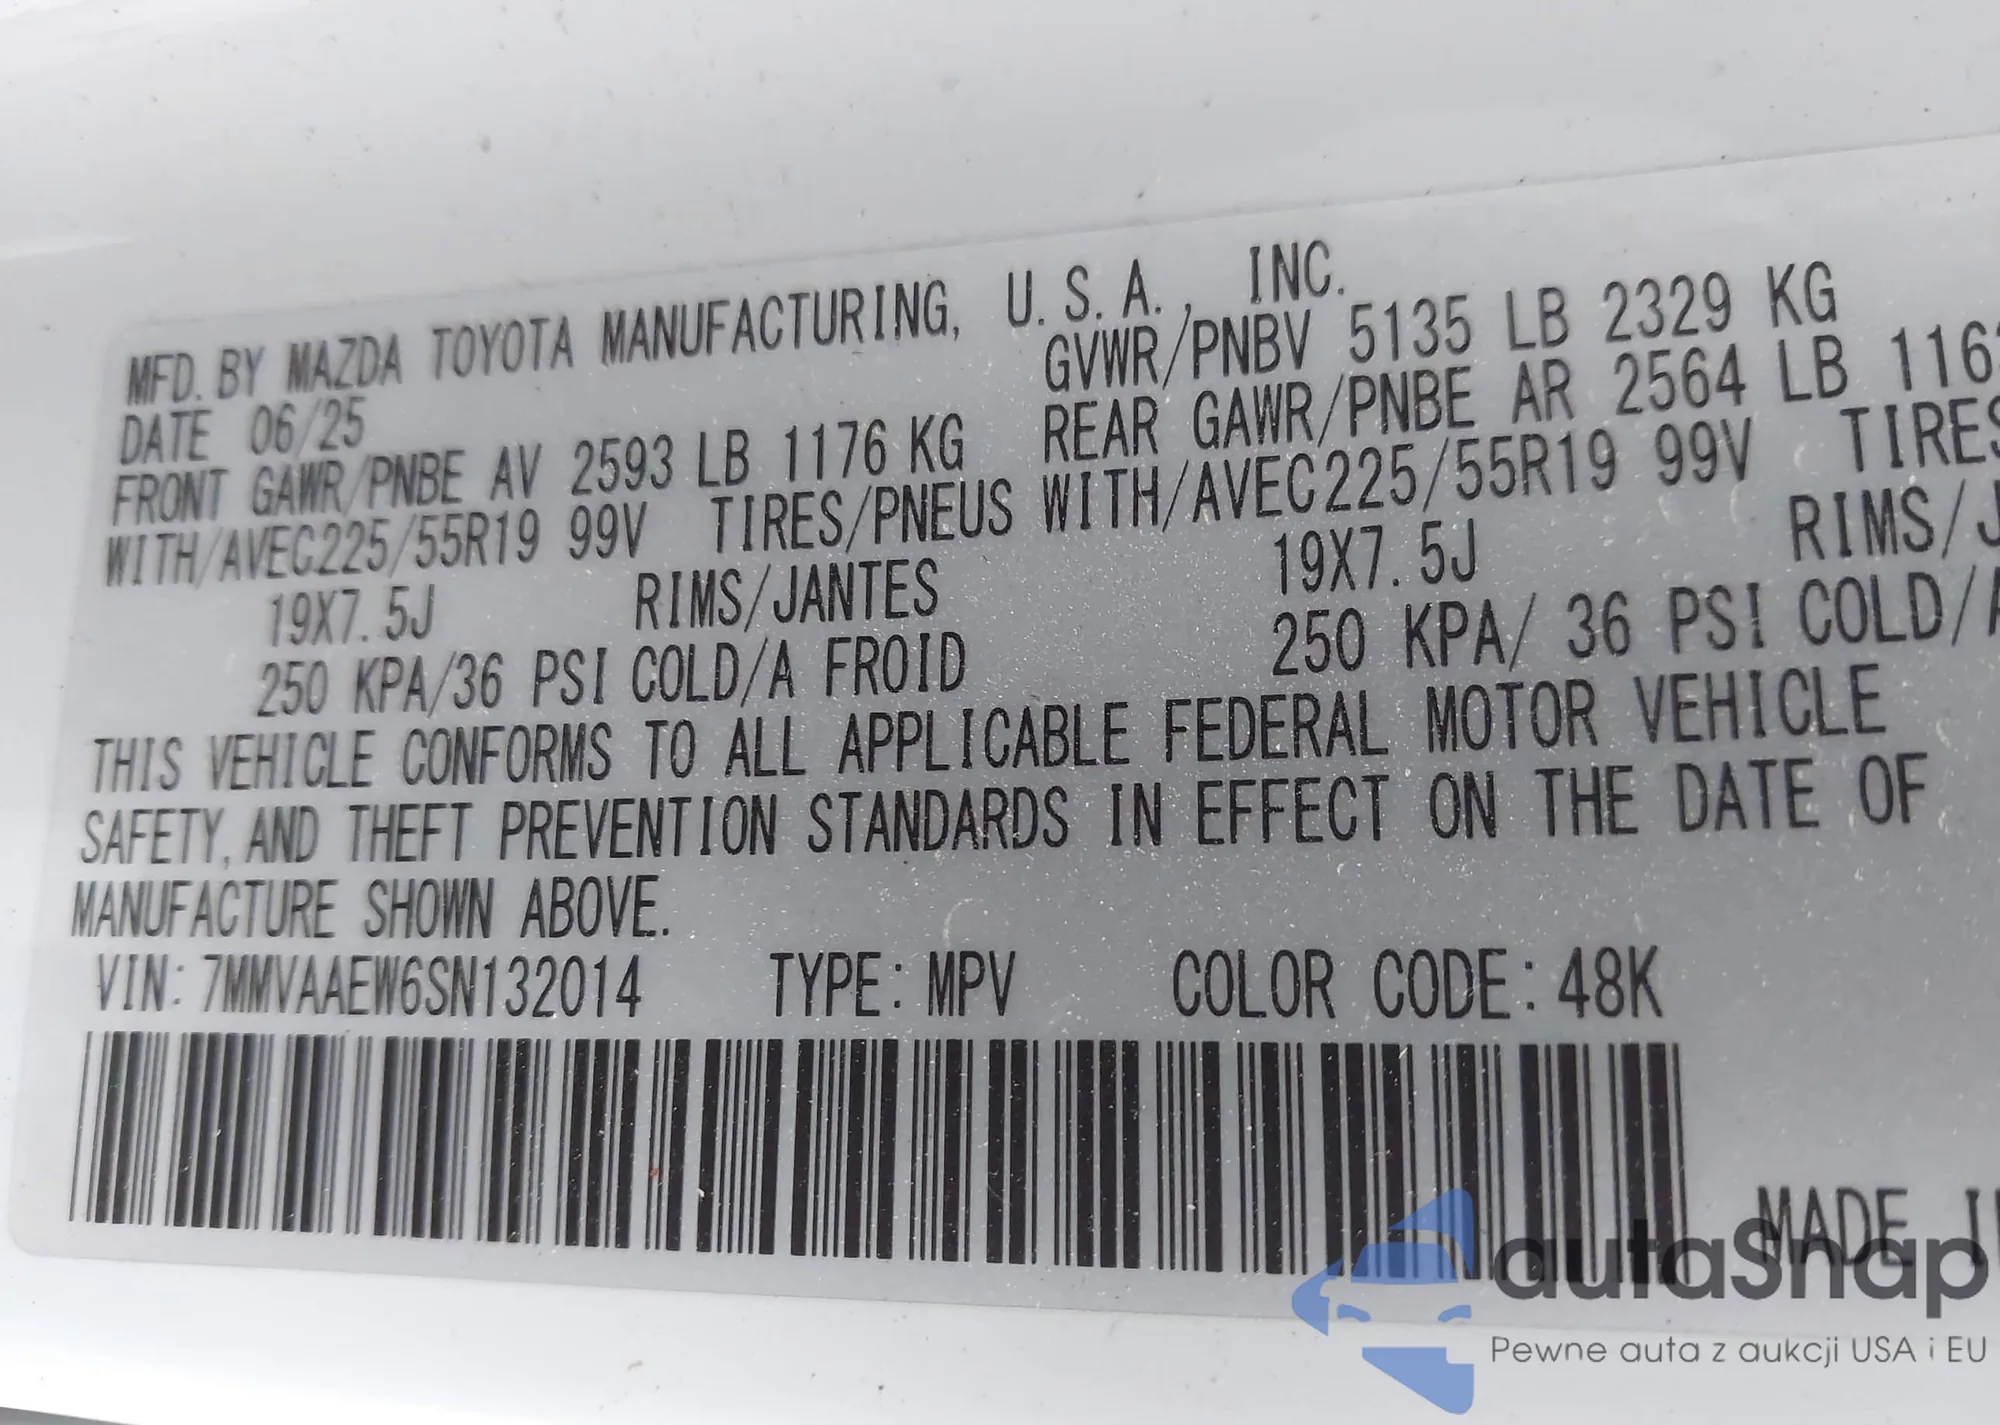 MFD. BY MAZDA TOYOTA MANUFACTURING, U. S. A., INC.
DATE 06/25 GVWR/PNBV 5135 LB 2329 KG
FRONT GAWR/PNBE AV 2593 LB 1176 KG REAR GAWR/PNBE AR 2564 LB
WITH/AVEC225/55R19 99V TIRES/PNEUS WITH/AVEC225/55R19 99V TIRES
19X7. 5J RIMS/JANTES 19X7. 5J RIMS/J
250 KPA/36 PSI COLD/A FROID 250 KPA/ 36 PSI COLD/A
THIS VEHICLE CONFORMS TO ALL APPLICABLE FEDERAL MOTOR VEHICLE
SAFETY, AND THEFT PREVENTION STANDARDS IN EFFECT ON THE DATE OF
MANUFACTURE SHOWN ABOVE.
VIN: 7MMVAAEW6SN132014 TYPE: MPV COLOR CODE: 48K
MADE
autaSnap
Pewne auta z aukcji USA i EU